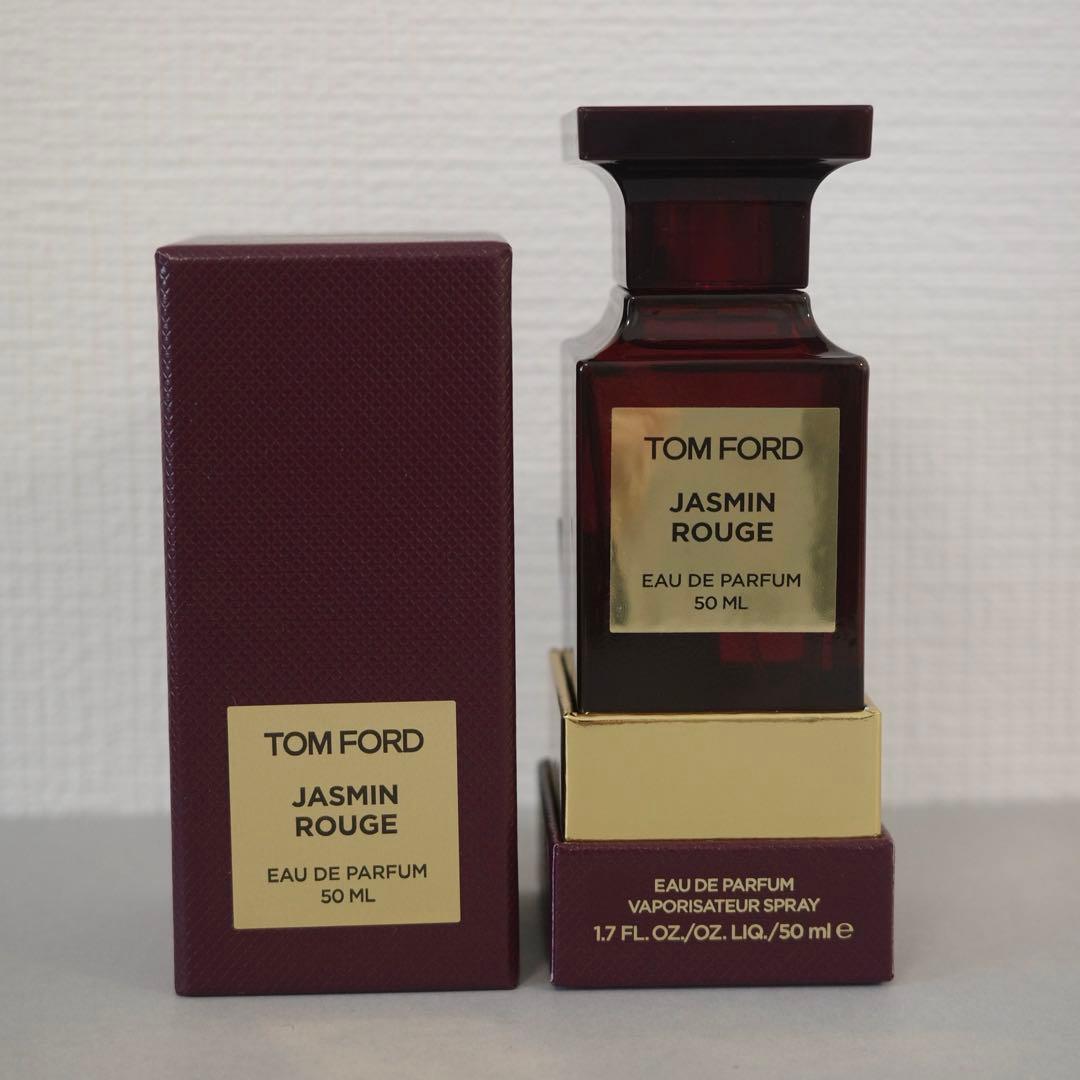 TOM FORD
JASMIN
ROUGE
EAU DE PARFUM
50 ML
TOM FORD
JASMIN
ROUGE
EAU DE PARFUM
50 ML
EAU DE PARFUM
VAPORISATEUR SPRAY
1.7 FL. OZ./OZ. LIQ./50 ml ℮